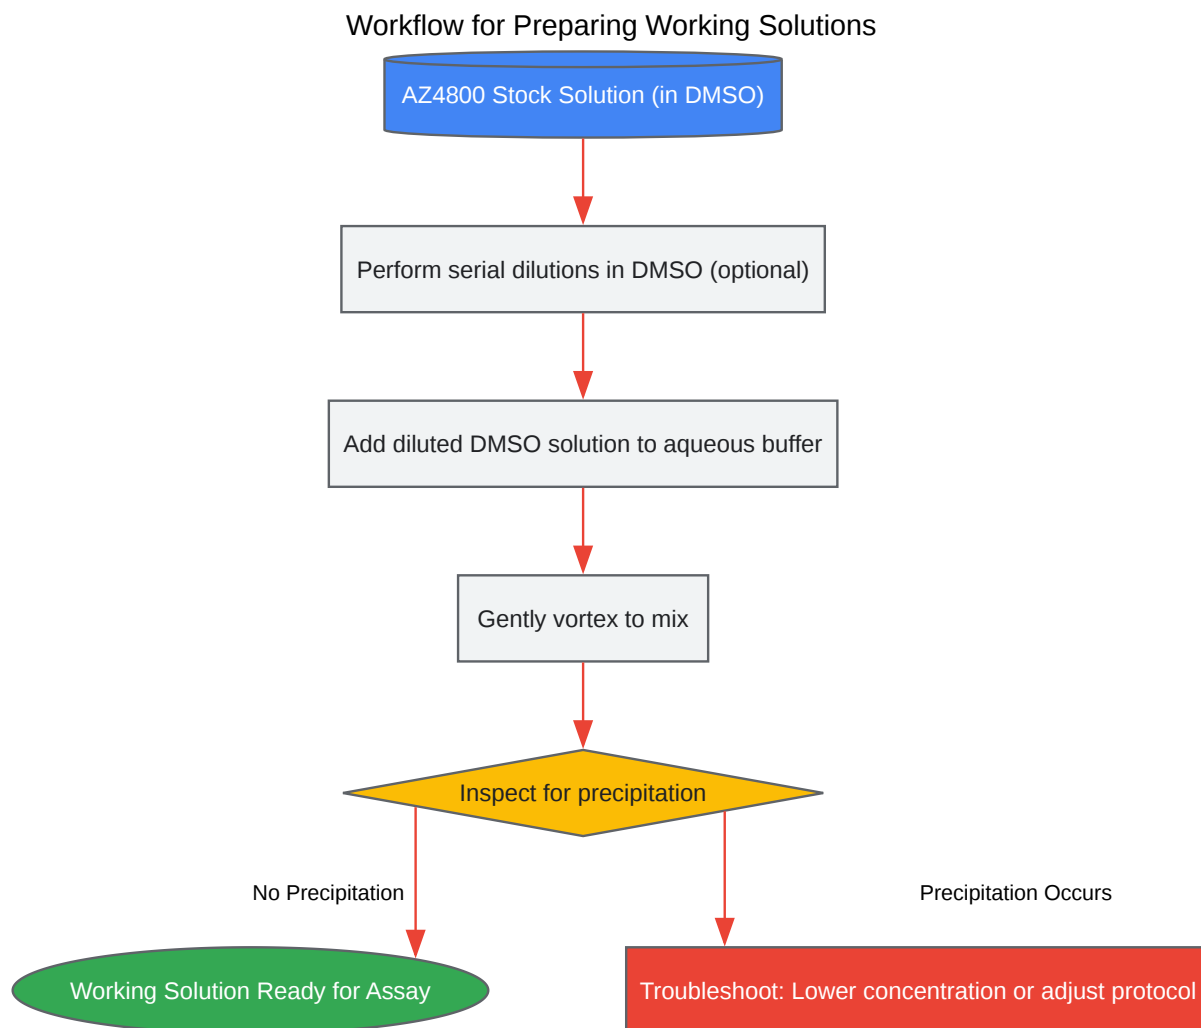 Workflow for Preparing Working Solutions
AZ4800 Stock Solution (in DMSO)
Perform serial dilutions in DMSO (optional)
Add diluted DMSO solution to aqueous buffer
Gently vortex to mix
Inspect for precipitation
No Precipitation
Precipitation Occurs
Working Solution Ready for Assay
Troubleshoot: Lower concentration or adjust protocol